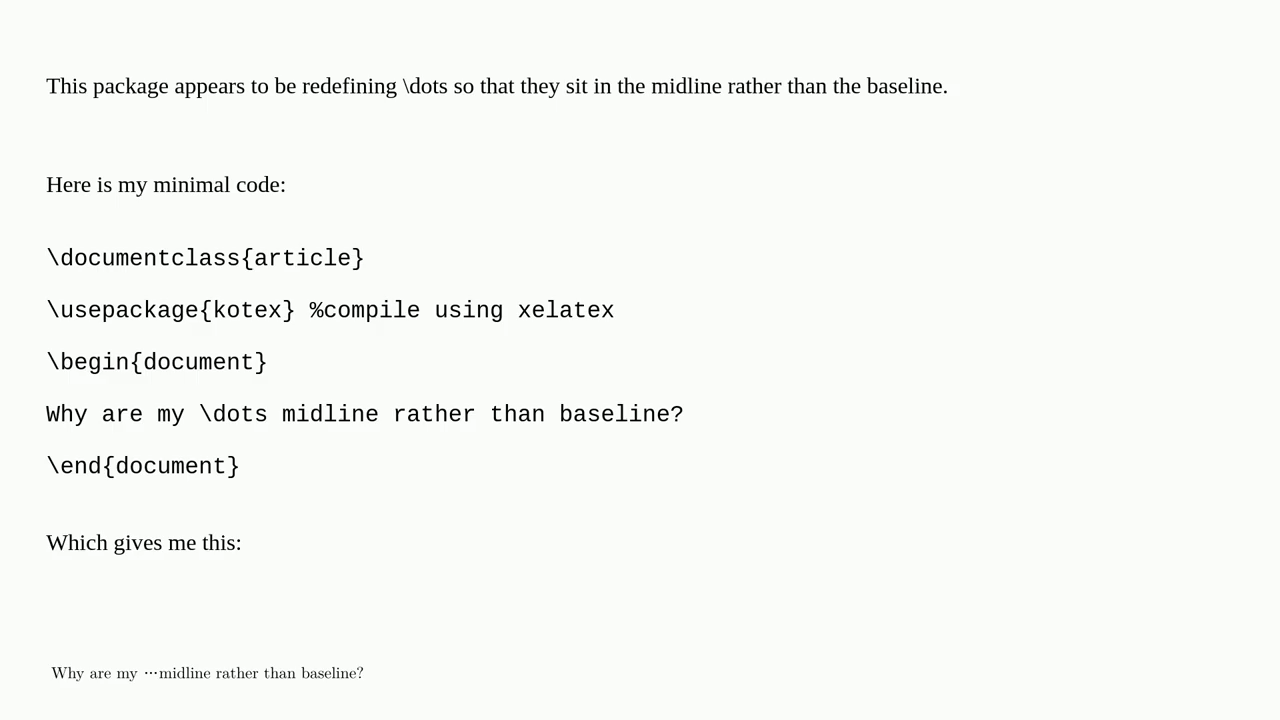 This package appears to be redefining \dots so that they sit in the midline rather than the baseline.
Here is my minimal code:
\documentclass{article}
\usepackage{kotex} %compile using xelatex
\begin{document}
Why are my \dots midline rather than baseline?
\end{document}
Which gives me this:
Why are my ⋯midline rather than baseline?